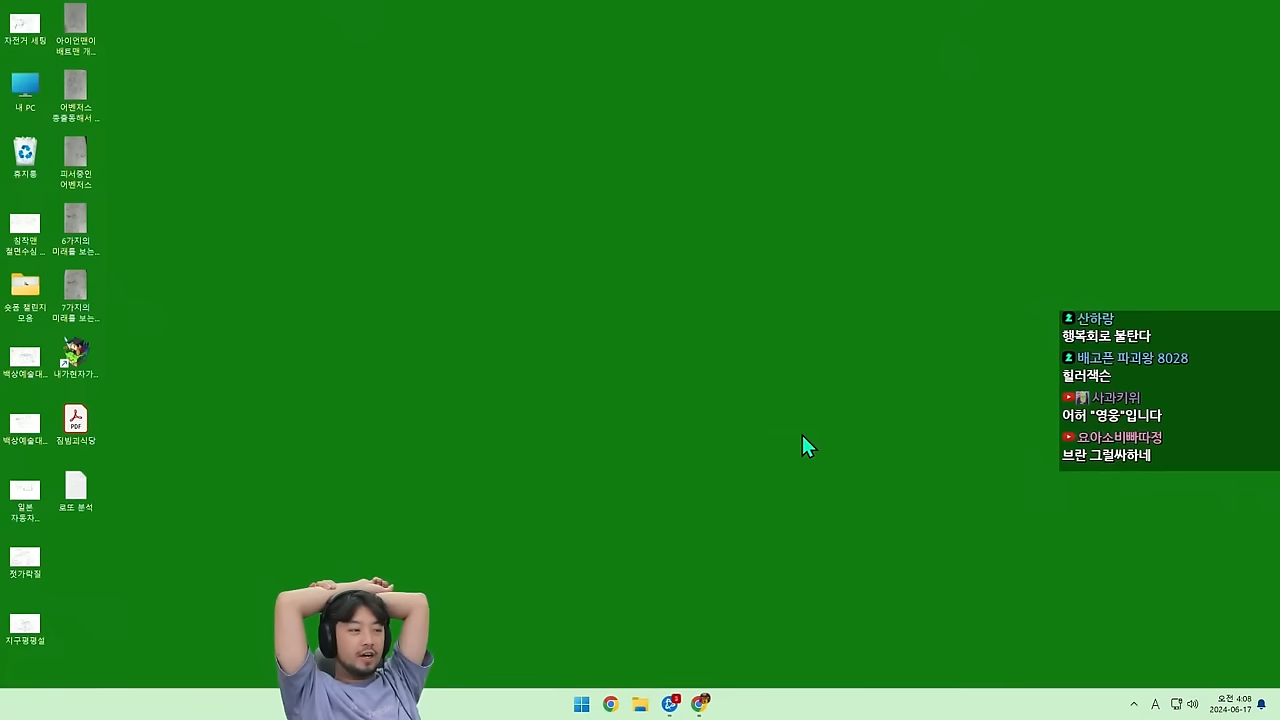 자전거 세팅
아이언맨이
배트맨 개...
내 PC
어벤저스
총출동해서 ...
휴지통
피서중인
어벤저스
침착맨
절면수심 ...
6가지의
미래를 보는...
숏폼 챌린지
모음
7가지의
미래를 보는...
백상예술대...
내가현자가...
백상예술대...
PDF
짐빔괴식당
일본
자동차...
로또 분석
젓가락질
지구평평설
산하랑
행복회로 불탄다
배고픈 파괴왕 8028
힐러잭슨
사과키위
어허 "영웅"입니다
요아소비빠따정
브란 그럴싸하네
3
A
오전 4:08
2024-06-17